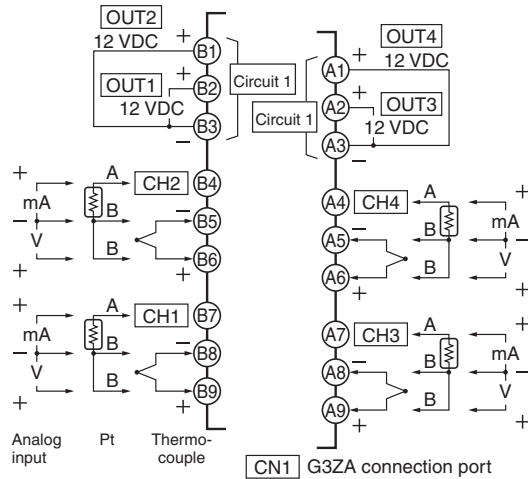 OUT2
12 VDC
+
B1
OUT1
+
B2
12 VDC
B3
−
Circuit 1
OUT4
12 VDC
+
A1
+
A2
OUT3
12 VDC
A3
−
Circuit 1
+
mA
−
V
+
A
B
B
CH2
B4
−
B5
+
B6
+
mA
−
V
+
A
B
B
CH1
B7
−
B8
+
B9
Analog
input
Pt
Thermo-
couple
A4
CH4
−
A5
A6
+
A
B
B
+
mA
−
V
+
A7
CH3
−
A8
A9
+
A
B
B
+
mA
−
V
+
CN1 G3ZA connection port